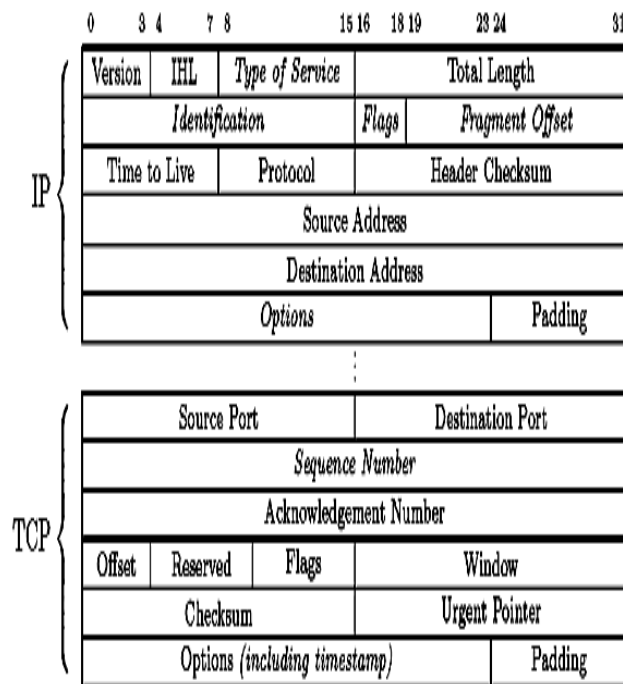 0 3 4 7 8 15 16 18 19 23 24 31
Version IHL Type of Service Total Length
Identification Flags Fragment Offset
Time to Live Protocol Header Checksum
IP
Source Address
Destination Address
Options Padding
Source Port Destination Port
Sequence Number
Acknowledgement Number
TCP
Offset Reserved Flags Window
Checksum Urgent Pointer
Options (including timestamp) Padding